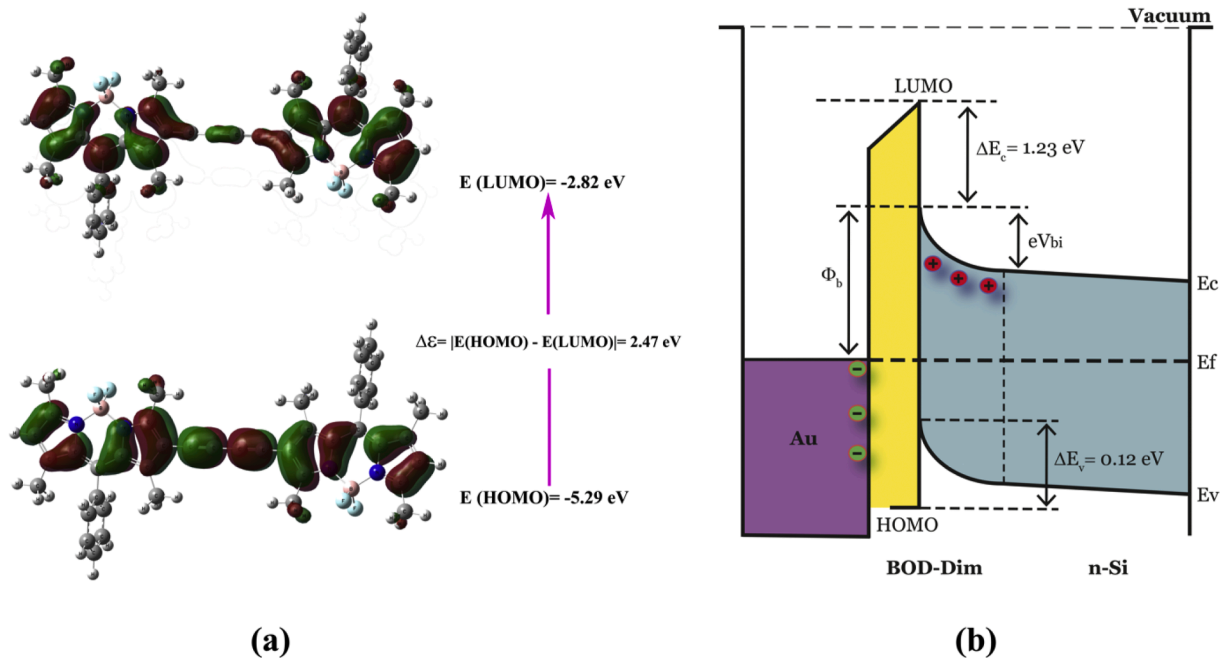 E (LUMO)= -2.82 eV
Δε= |E(HOMO) - E(LUMO)|= 2.47 eV
E (HOMO)= -5.29 eV
(a)
Vacuum
LUMO
ΔEc= 1.23 eV
eVbi
Φb
Ec
Ef
Au
ΔEv= 0.12 eV
Ev
HOMO
BOD-Dim
n-Si
(b)